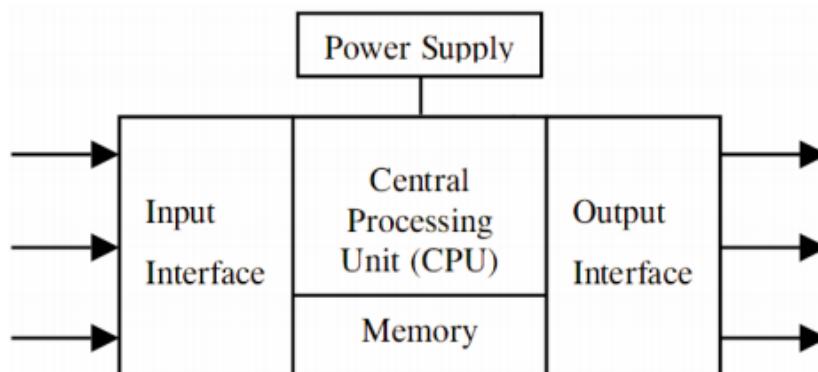 Power Supply
Input
Interface
Central
Processing
Unit (CPU)
Memory
Output
Interface